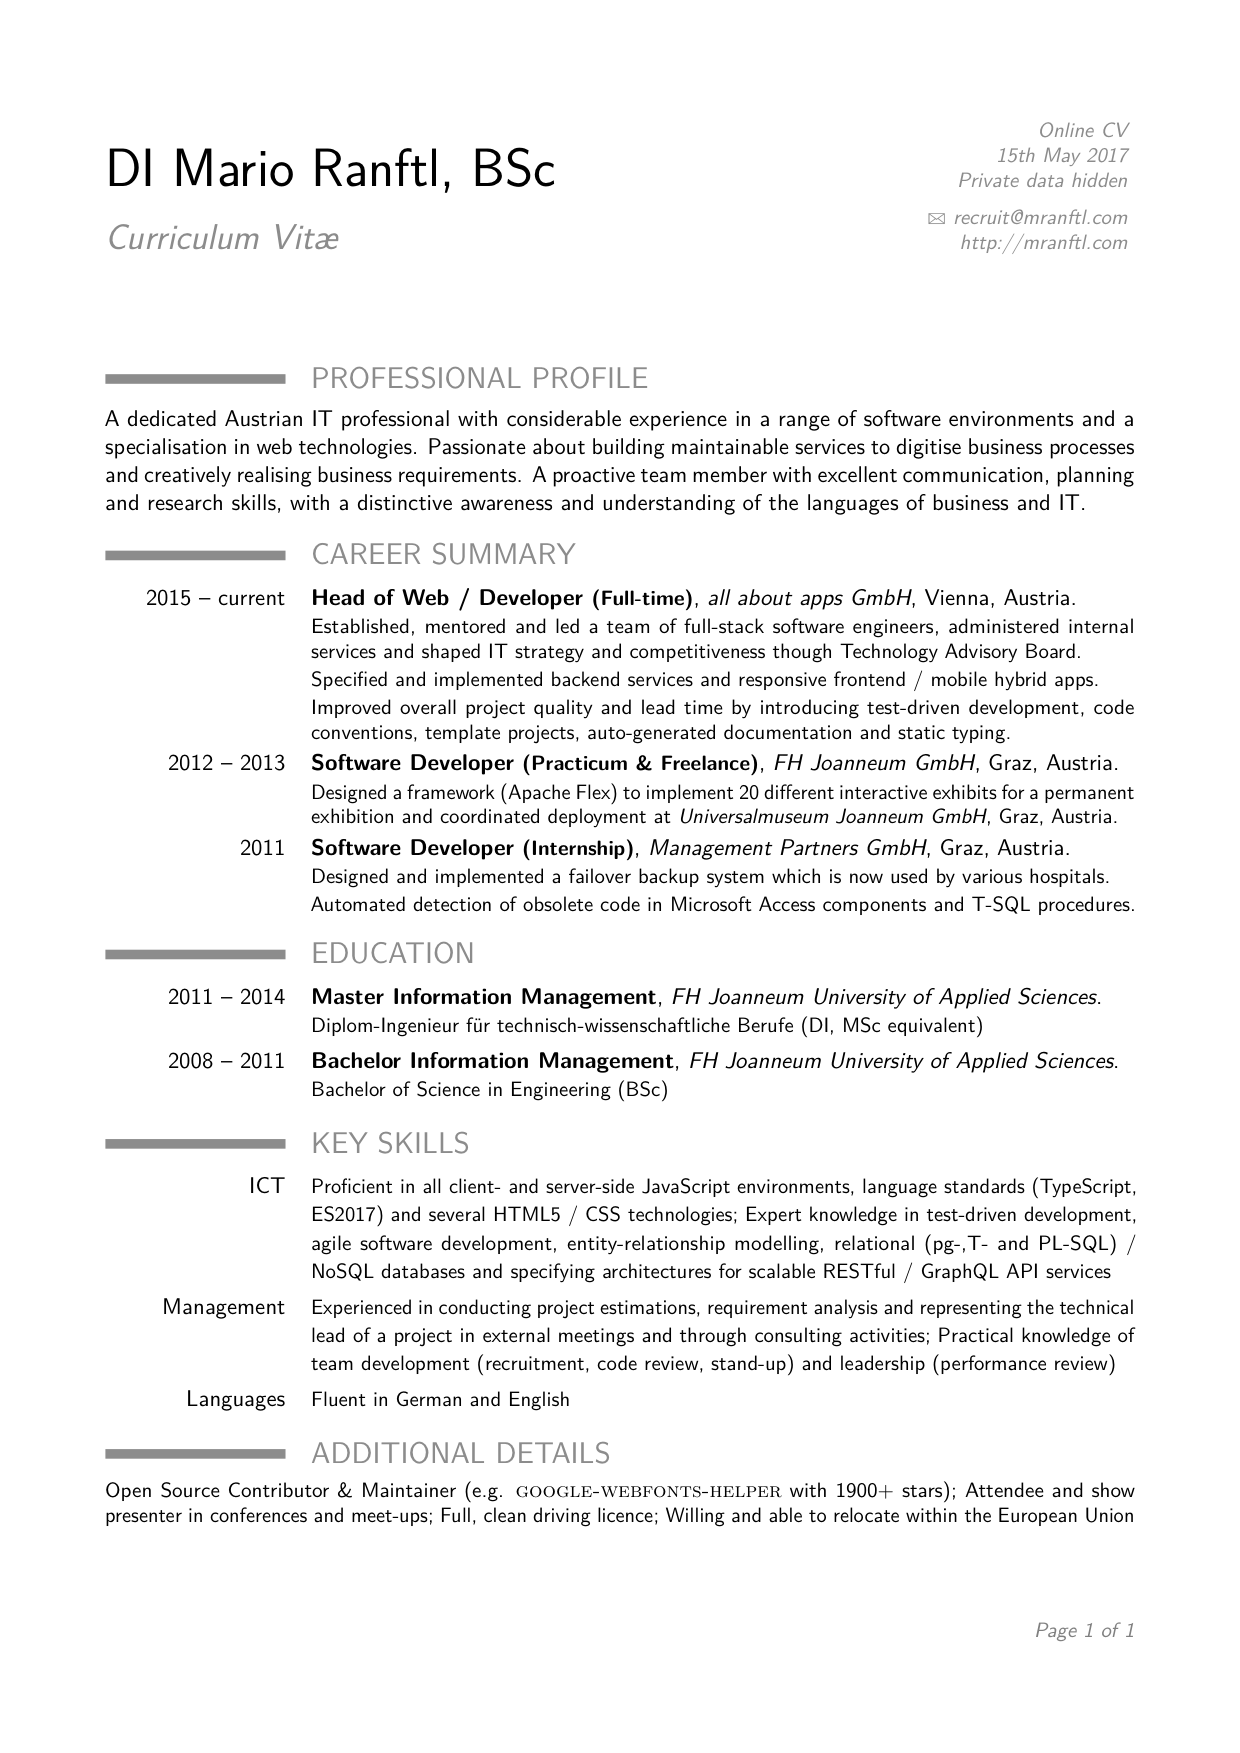 DI Mario Ranftl, BSc
Curriculum Vitæ
Online CV
15th May 2017
Private data hidden
✉ recruit@mranftl.com
http://mranftl.com
PROFESSIONAL PROFILE
A dedicated Austrian IT professional with considerable experience in a range of software environments and a
specialisation in web technologies. Passionate about building maintainable services to digitise business processes
and creatively realising business requirements. A proactive team member with excellent communication, planning
and research skills, with a distinctive awareness and understanding of the languages of business and IT.
CAREER SUMMARY
2015 – current Head of Web / Developer (Full-time), all about apps GmbH, Vienna, Austria.
Established, mentored and led a team of full-stack software engineers, administered internal
services and shaped IT strategy and competitiveness though Technology Advisory Board.
Specified and implemented backend services and responsive frontend / mobile hybrid apps.
Improved overall project quality and lead time by introducing test-driven development, code
conventions, template projects, auto-generated documentation and static typing.
2012 – 2013 Software Developer (Practicum & Freelance), FH Joanneum GmbH, Graz, Austria.
Designed a framework (Apache Flex) to implement 20 different interactive exhibits for a permanent
exhibition and coordinated deployment at Universalmuseum Joanneum GmbH, Graz, Austria.
2011 Software Developer (Internship), Management Partners GmbH, Graz, Austria.
Designed and implemented a failover backup system which is now used by various hospitals.
Automated detection of obsolete code in Microsoft Access components and T-SQL procedures.
EDUCATION
2011 – 2014 Master Information Management, FH Joanneum University of Applied Sciences.
Diplom-Ingenieur für technisch-wissenschaftliche Berufe (DI, MSc equivalent)
2008 – 2011 Bachelor Information Management, FH Joanneum University of Applied Sciences.
Bachelor of Science in Engineering (BSc)
KEY SKILLS
ICT Proficient in all client- and server-side JavaScript environments, language standards (TypeScript,
ES2017) and several HTML5 / CSS technologies; Expert knowledge in test-driven development,
agile software development, entity-relationship modelling, relational (pg-,T- and PL-SQL) /
NoSQL databases and specifying architectures for scalable RESTful / GraphQL API services
Management Experienced in conducting project estimations, requirement analysis and representing the technical
lead of a project in external meetings and through consulting activities; Practical knowledge of
team development (recruitment, code review, stand-up) and leadership (performance review)
Languages Fluent in German and English
ADDITIONAL DETAILS
Open Source Contributor & Maintainer (e.g. GOOGLE-WEBFONTS-HELPER with 1900+ stars); Attendee and show
presenter in conferences and meet-ups; Full, clean driving licence; Willing and able to relocate within the European Union
Page 1 of 1